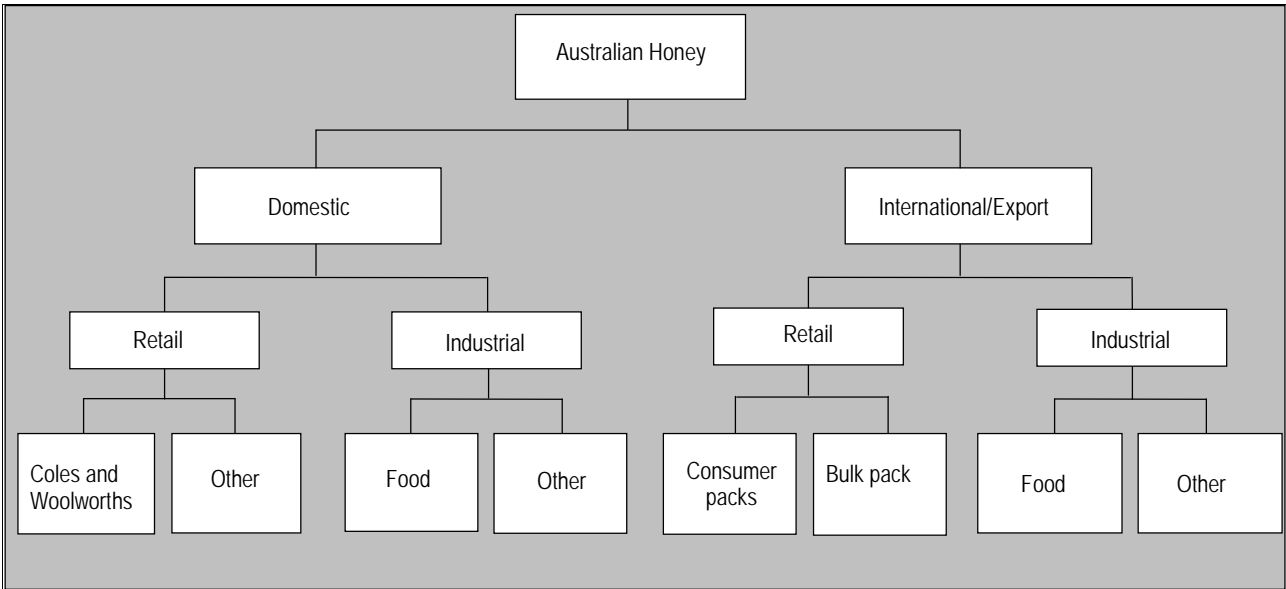 Australian Honey
Domestic
International/Export
Retail
Industrial
Retail
Industrial
Coles and
Woolworths
Other
Food
Other
Consumer
packs
Bulk pack
Food
Other